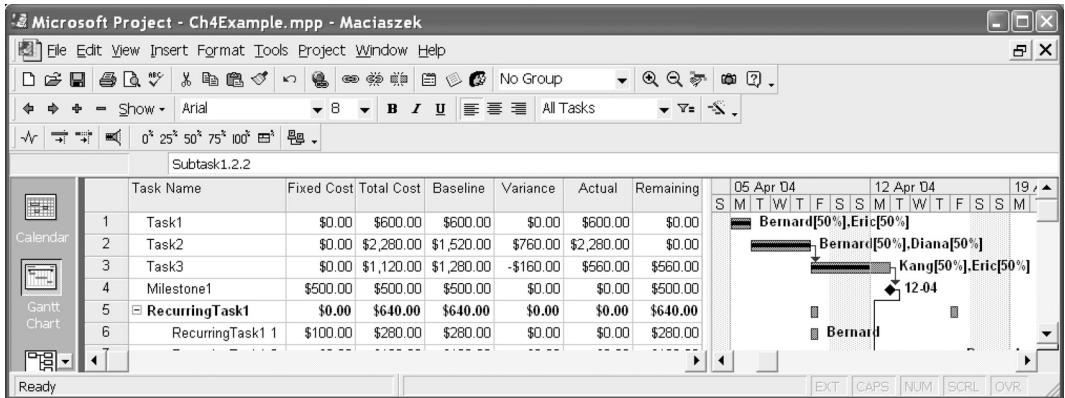 Microsoft Project - Ch4Example.mpp - Maciaszek
File Edit View Insert Format Tools Project Window Help
No Group
Show Arial 8 B I U All Tasks
0% 25% 50% 75% 100%
Subtask1.2.2
Task Name Fixed Cost Total Cost Baseline Variance Actual Remaining 05 Apr '04 12 Apr '04 19
S M T W T F S S M T W T F S S M
1 Task1 $0.00 $600.00 $600.00 $0.00 $600.00 $0.00 Bernard[50%],Eric[50%]
Calendar
2 Task2 $0.00 $2,280.00 $1,520.00 $760.00 $2,280.00 $0.00 Bernard[50%],Diana[50%]
3 Task3 $0.00 $1,120.00 $1,280.00 -$160.00 $560.00 $560.00 Kang[50%],Eric[50%]
4 Milestone1 $500.00 $500.00 $500.00 $0.00 $0.00 $500.00 12-04
Gantt
Chart
5 RecurringTask1 $0.00 $640.00 $640.00 $0.00 $0.00 $640.00
6 RecurringTask1 1 $100.00 $280.00 $280.00 $0.00 $0.00 $280.00 Bernard
Ready EXT CAPS NUM SCRL OVR